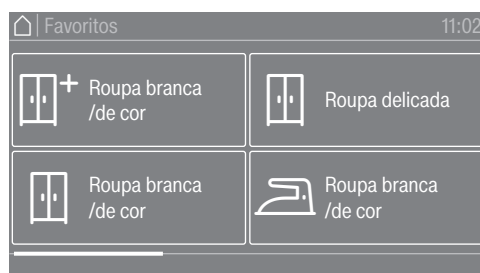 Favoritos 11:02
Roupa branca
/de cor
Roupa delicada
Roupa branca
/de cor
Roupa branca
/de cor